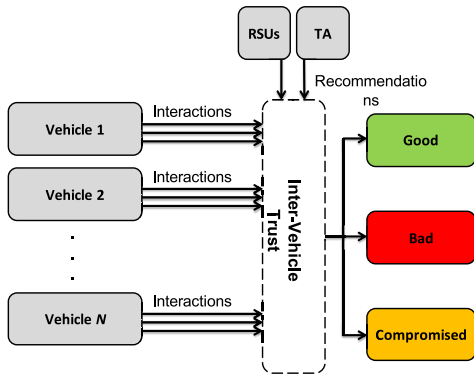 RSUs
TA
Recommendatio
ns
Interactions
Vehicle 1
Good
Interactions
Vehicle 2
Inter-Vehicle
Trust
Bad
.
.
.
Interactions
Vehicle N
Compromised